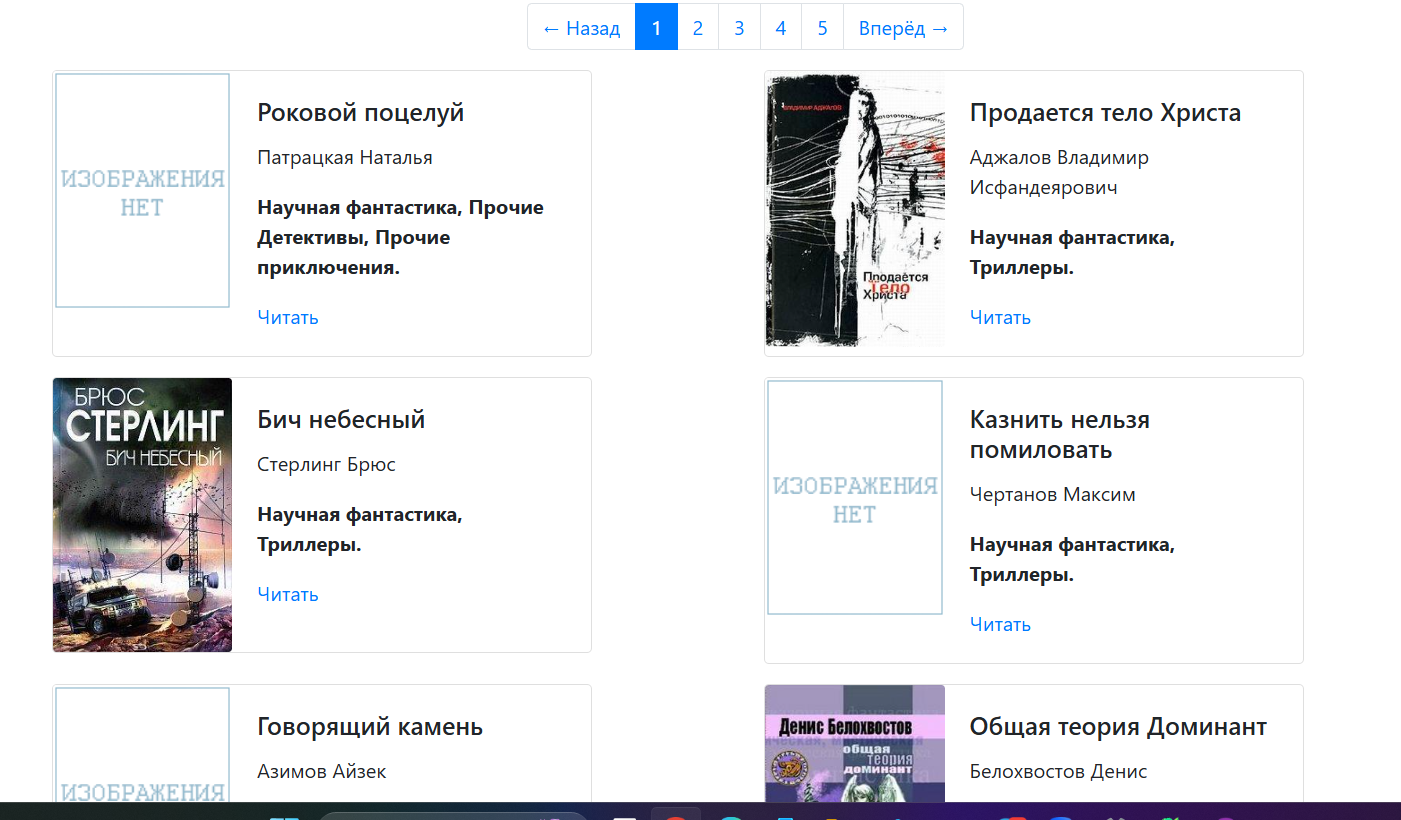 ← Назад 1 2 3 4 5 Вперёд →
ИЗОБРАЖЕНИЯ
НЕТ
Роковой поцелуй
Патрацкая Наталья
Научная фантастика, Прочие
Детективы, Прочие
приключения.
Читать
ВЛАДИМИР АДЖАЛОВ
Продаётся
Тело
Христа
Продается тело Христа
Аджалов Владимир
Исфандеярович
Научная фантастика,
Триллеры.
Читать
БРЮС
СТЕРЛИНГ
БИЧ НЕБЕСНЫЙ
Бич небесный
Стерлинг Брюс
Научная фантастика,
Триллеры.
Читать
ИЗОБРАЖЕНИЯ
НЕТ
Казнить нельзя
помиловать
Чертанов Максим
Научная фантастика,
Триллеры.
Читать
ИЗОБРАЖЕНИЯ
Говорящий камень
Азимов Айзек
Денис Белохвостов
общая
теория
доминант
Общая теория Доминант
Белохвостов Денис